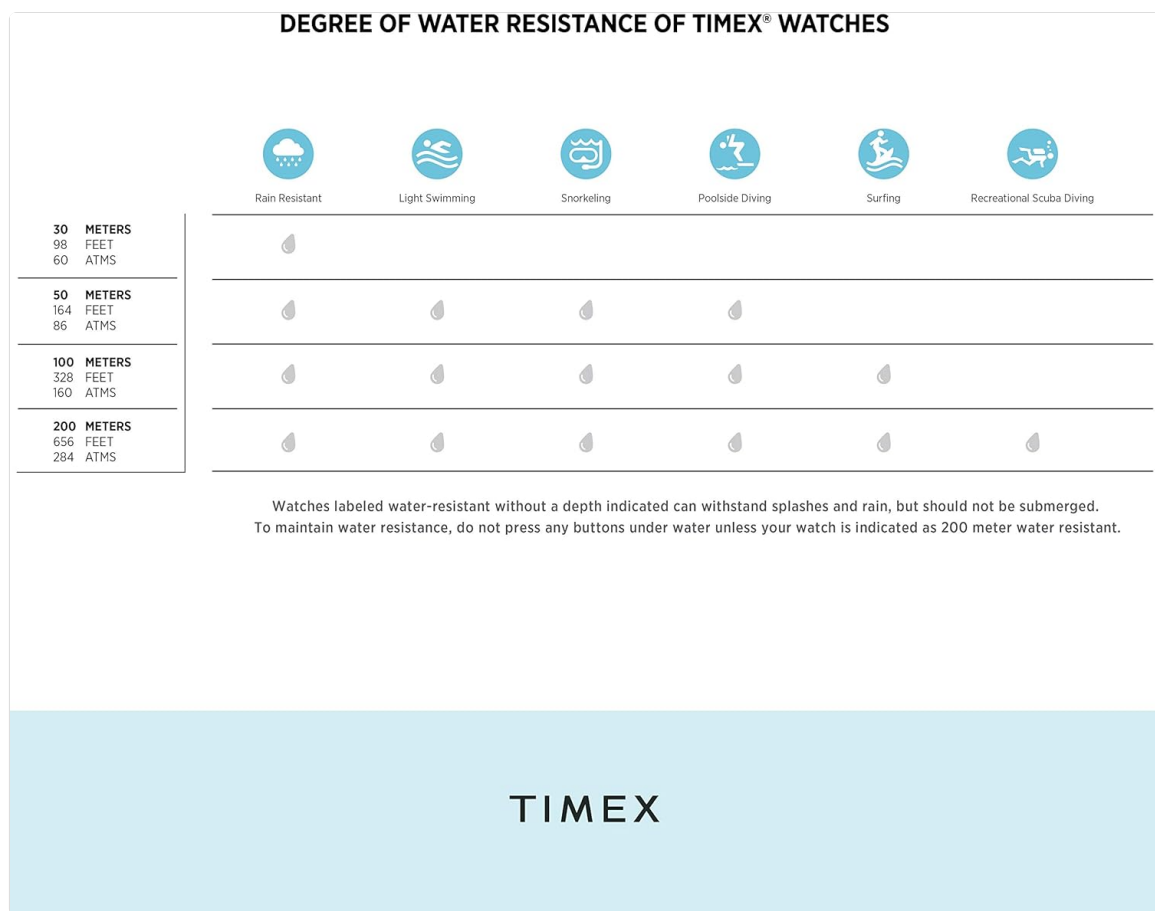 DEGREE OF WATER RESISTANCE OF TIMEX® WATCHES
Rain Resistant
Light Swimming
Snorkeling
Poolside Diving
Surfing
Recreational Scuba Diving
30 METERS
98 FEET
60 ATMS
50 METERS
164 FEET
86 ATMS
100 METERS
328 FEET
160 ATMS
200 METERS
656 FEET
284 ATMS
Watches labeled water-resistant without a depth indicated can withstand splashes and rain, but should not be submerged.
To maintain water resistance, do not press any buttons under water unless your watch is indicated as 200 meter water resistant.
TIMEX